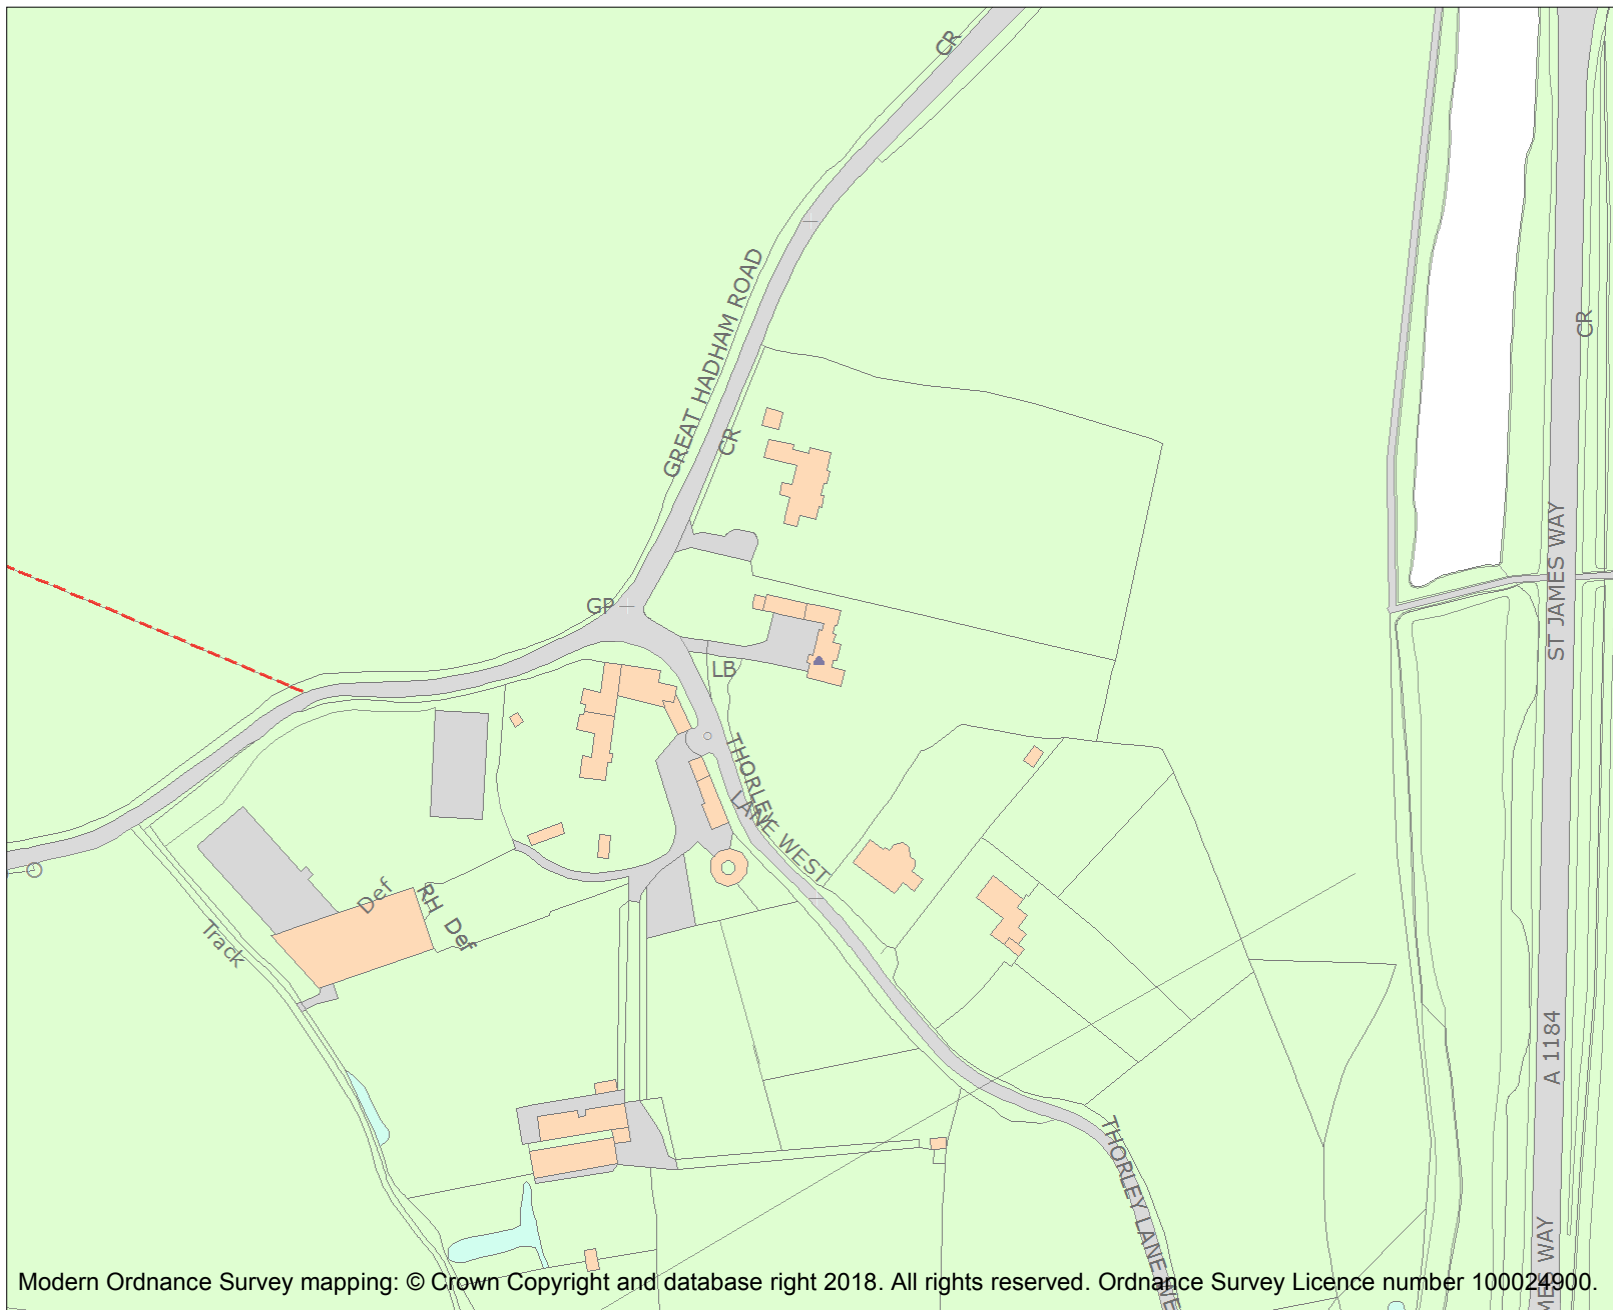 CR
GREAT HADHAM ROAD
CR
CR
GP
LB
ST JAMES WAY
THORLEY
LANE WEST
Def
RH
Def
Track
A 1184
THORLEY LANE WE
MES WAY
Modern Ordnance Survey mapping: © Crown Copyright and database right 2018. All rights reserved. Ordnance Survey Licence number 100024900.